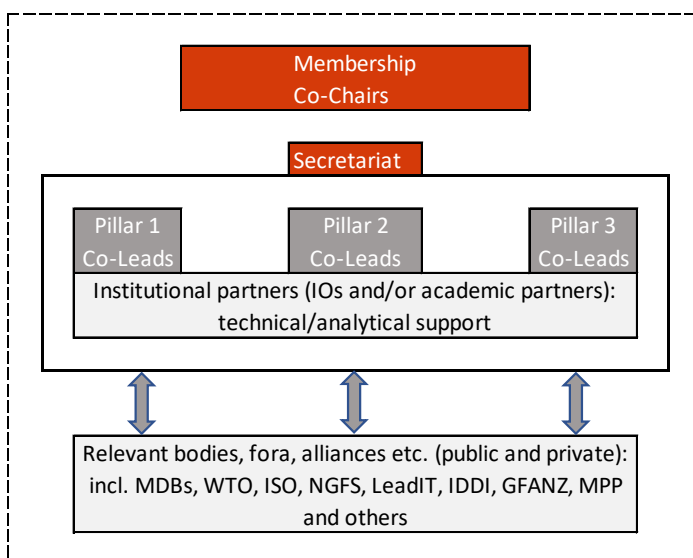 Membership
Co-Chairs
Secretariat
Pillar 1
Co-Leads
Pillar 2
Co-Leads
Pillar 3
Co-Leads
Institutional partners (IOs and/or academic partners):
technical/analytical support
Relevant bodies, fora, alliances etc. (public and private):
incl. MDBs, WTO, ISO, NGFS, LeadIT, IDDI, GFANZ, MPP
and others